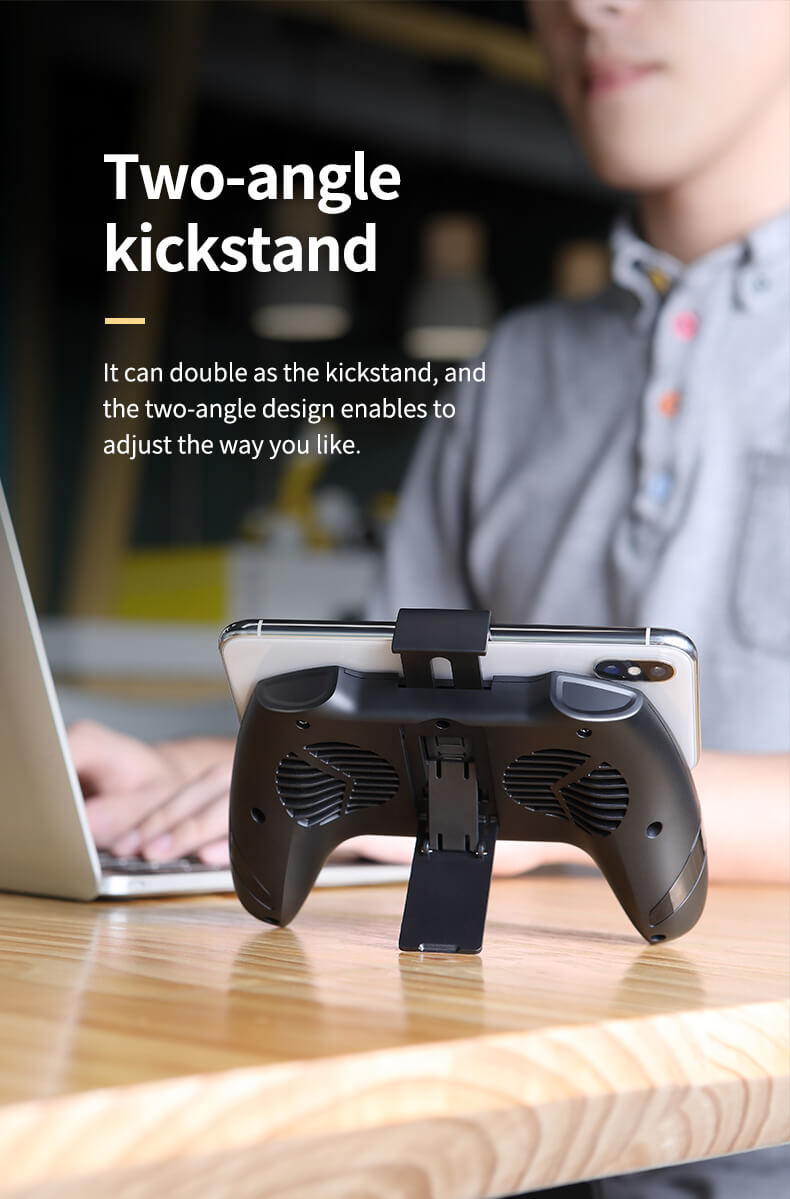 Two-angle
kickstand
It can double as the kickstand, and
the two-angle design enables to
adjust the way you like.